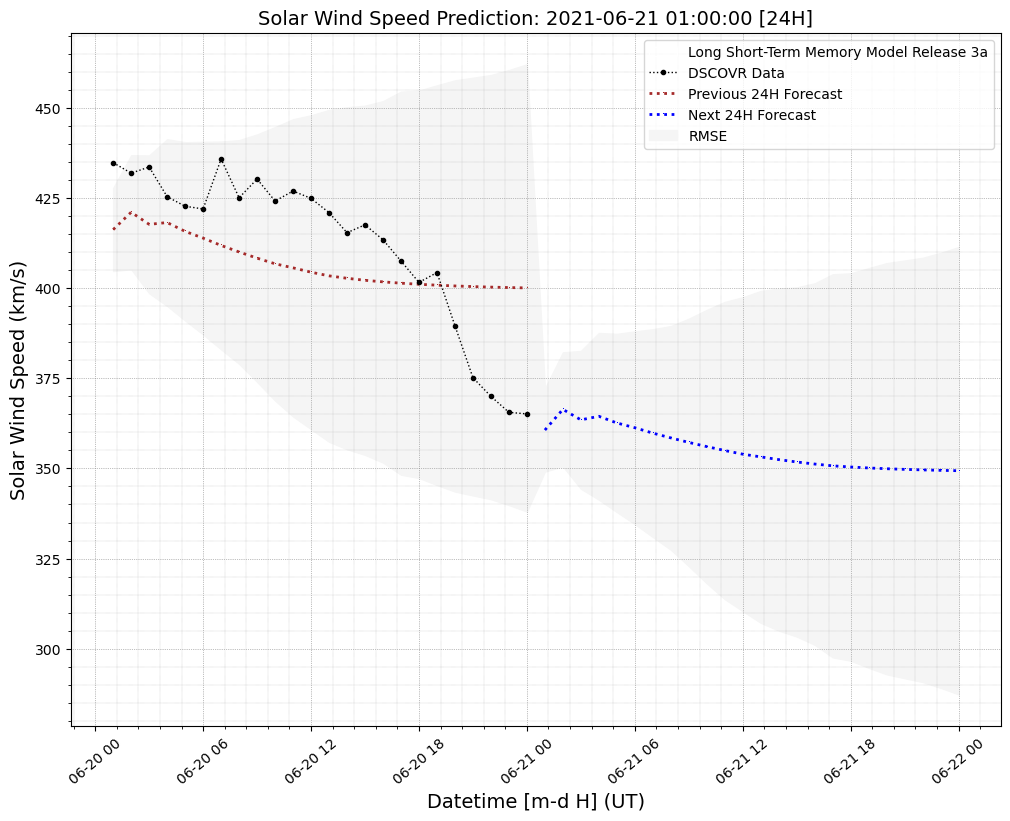 Solar Wind Speed Prediction: 2021-06-21 01:00:00 [24H]
Long Short-Term Memory Model Release 3a
DSCOVR Data
Previous 24H Forecast
Next 24H Forecast
RMSE
Solar Wind Speed (km/s)
450
425
400
375
350
325
300
06-20 00
06-20 06
06-20 12
06-20 18
06-21 00
06-21 06
06-21 12
06-21 18
06-22 00
Datetime [m-d H] (UT)